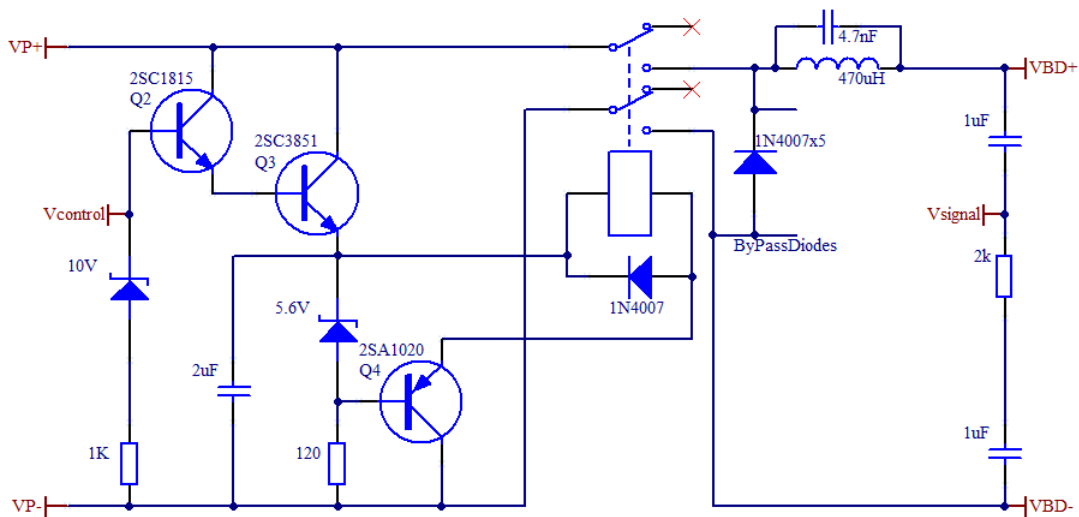 VP+
2SC1815
Q2
2SC3851
Q3
4.7nF
470uH
VBD+
1uF
1N4007x5
Vcontrol
Vsignal
10V
ByPassDiodes
2k
5.6V
1N4007
2SA1020
Q4
2uF
1K
120
1uF
VP-
VBD-